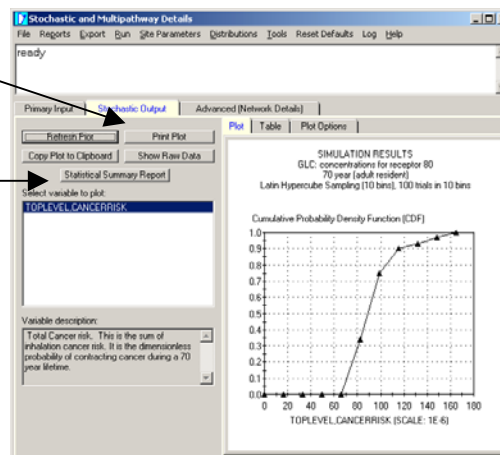 Stochastic and Multipathway Details
File Reports Export Run Site Parameters Distributions Tools Reset Defaults Log Help
ready
Primary Input Stochastic Output Advanced (Network Details)
Refresh Plot Print Plot
Copy Plot to Clipboard Show Raw Data
Statistical Summary Report
Select variable to plot:
TOPLEVEL,CANCERRISK
Variable description:
Total Cancer risk. This is the sum of
inhalation cancer risk. It is the dimensionless
probability of contracting cancer during a 70
year lifetime.
Plot Table Plot Options
SIMULATION RESULTS
GLC: concentrations for receptor 80
70 year (adult resident)
Latin Hypercube Sampling (10 bins), 100 trials in 10 bins
Cumulative Probability Density Function (CDF)
1.0
0.9
0.8
0.7
0.6
0.5
0.4
0.3
0.2
0.1
0.0
0 20 40 60 80 100 120 140 160 180
TOPLEVEL,CANCERRISK (SCALE: 1E-6)